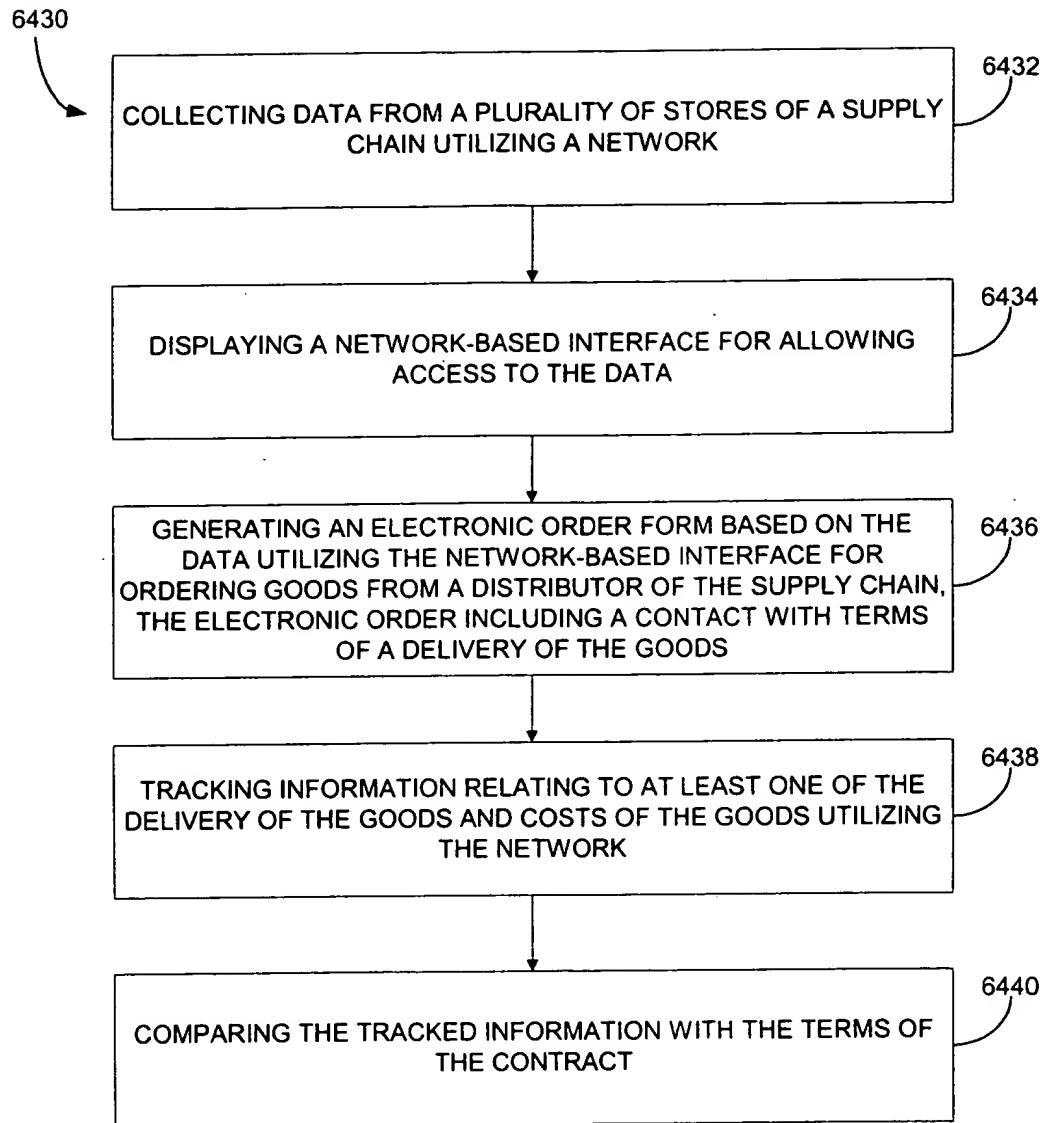 6430
6432
COLLECTING DATA FROM A PLURALITY OF STORES OF A SUPPLY
CHAIN UTILIZING A NETWORK
6434
DISPLAYING A NETWORK-BASED INTERFACE FOR ALLOWING
ACCESS TO THE DATA
6436
GENERATING AN ELECTRONIC ORDER FORM BASED ON THE
DATA UTILIZING THE NETWORK-BASED INTERFACE FOR
ORDERING GOODS FROM A DISTRIBUTOR OF THE SUPPLY CHAIN,
THE ELECTRONIC ORDER INCLUDING A CONTACT WITH TERMS
OF A DELIVERY OF THE GOODS
6438
TRACKING INFORMATION RELATING TO AT LEAST ONE OF THE
DELIVERY OF THE GOODS AND COSTS OF THE GOODS UTILIZING
THE NETWORK
6440
COMPARING THE TRACKED INFORMATION WITH THE TERMS OF
THE CONTRACT